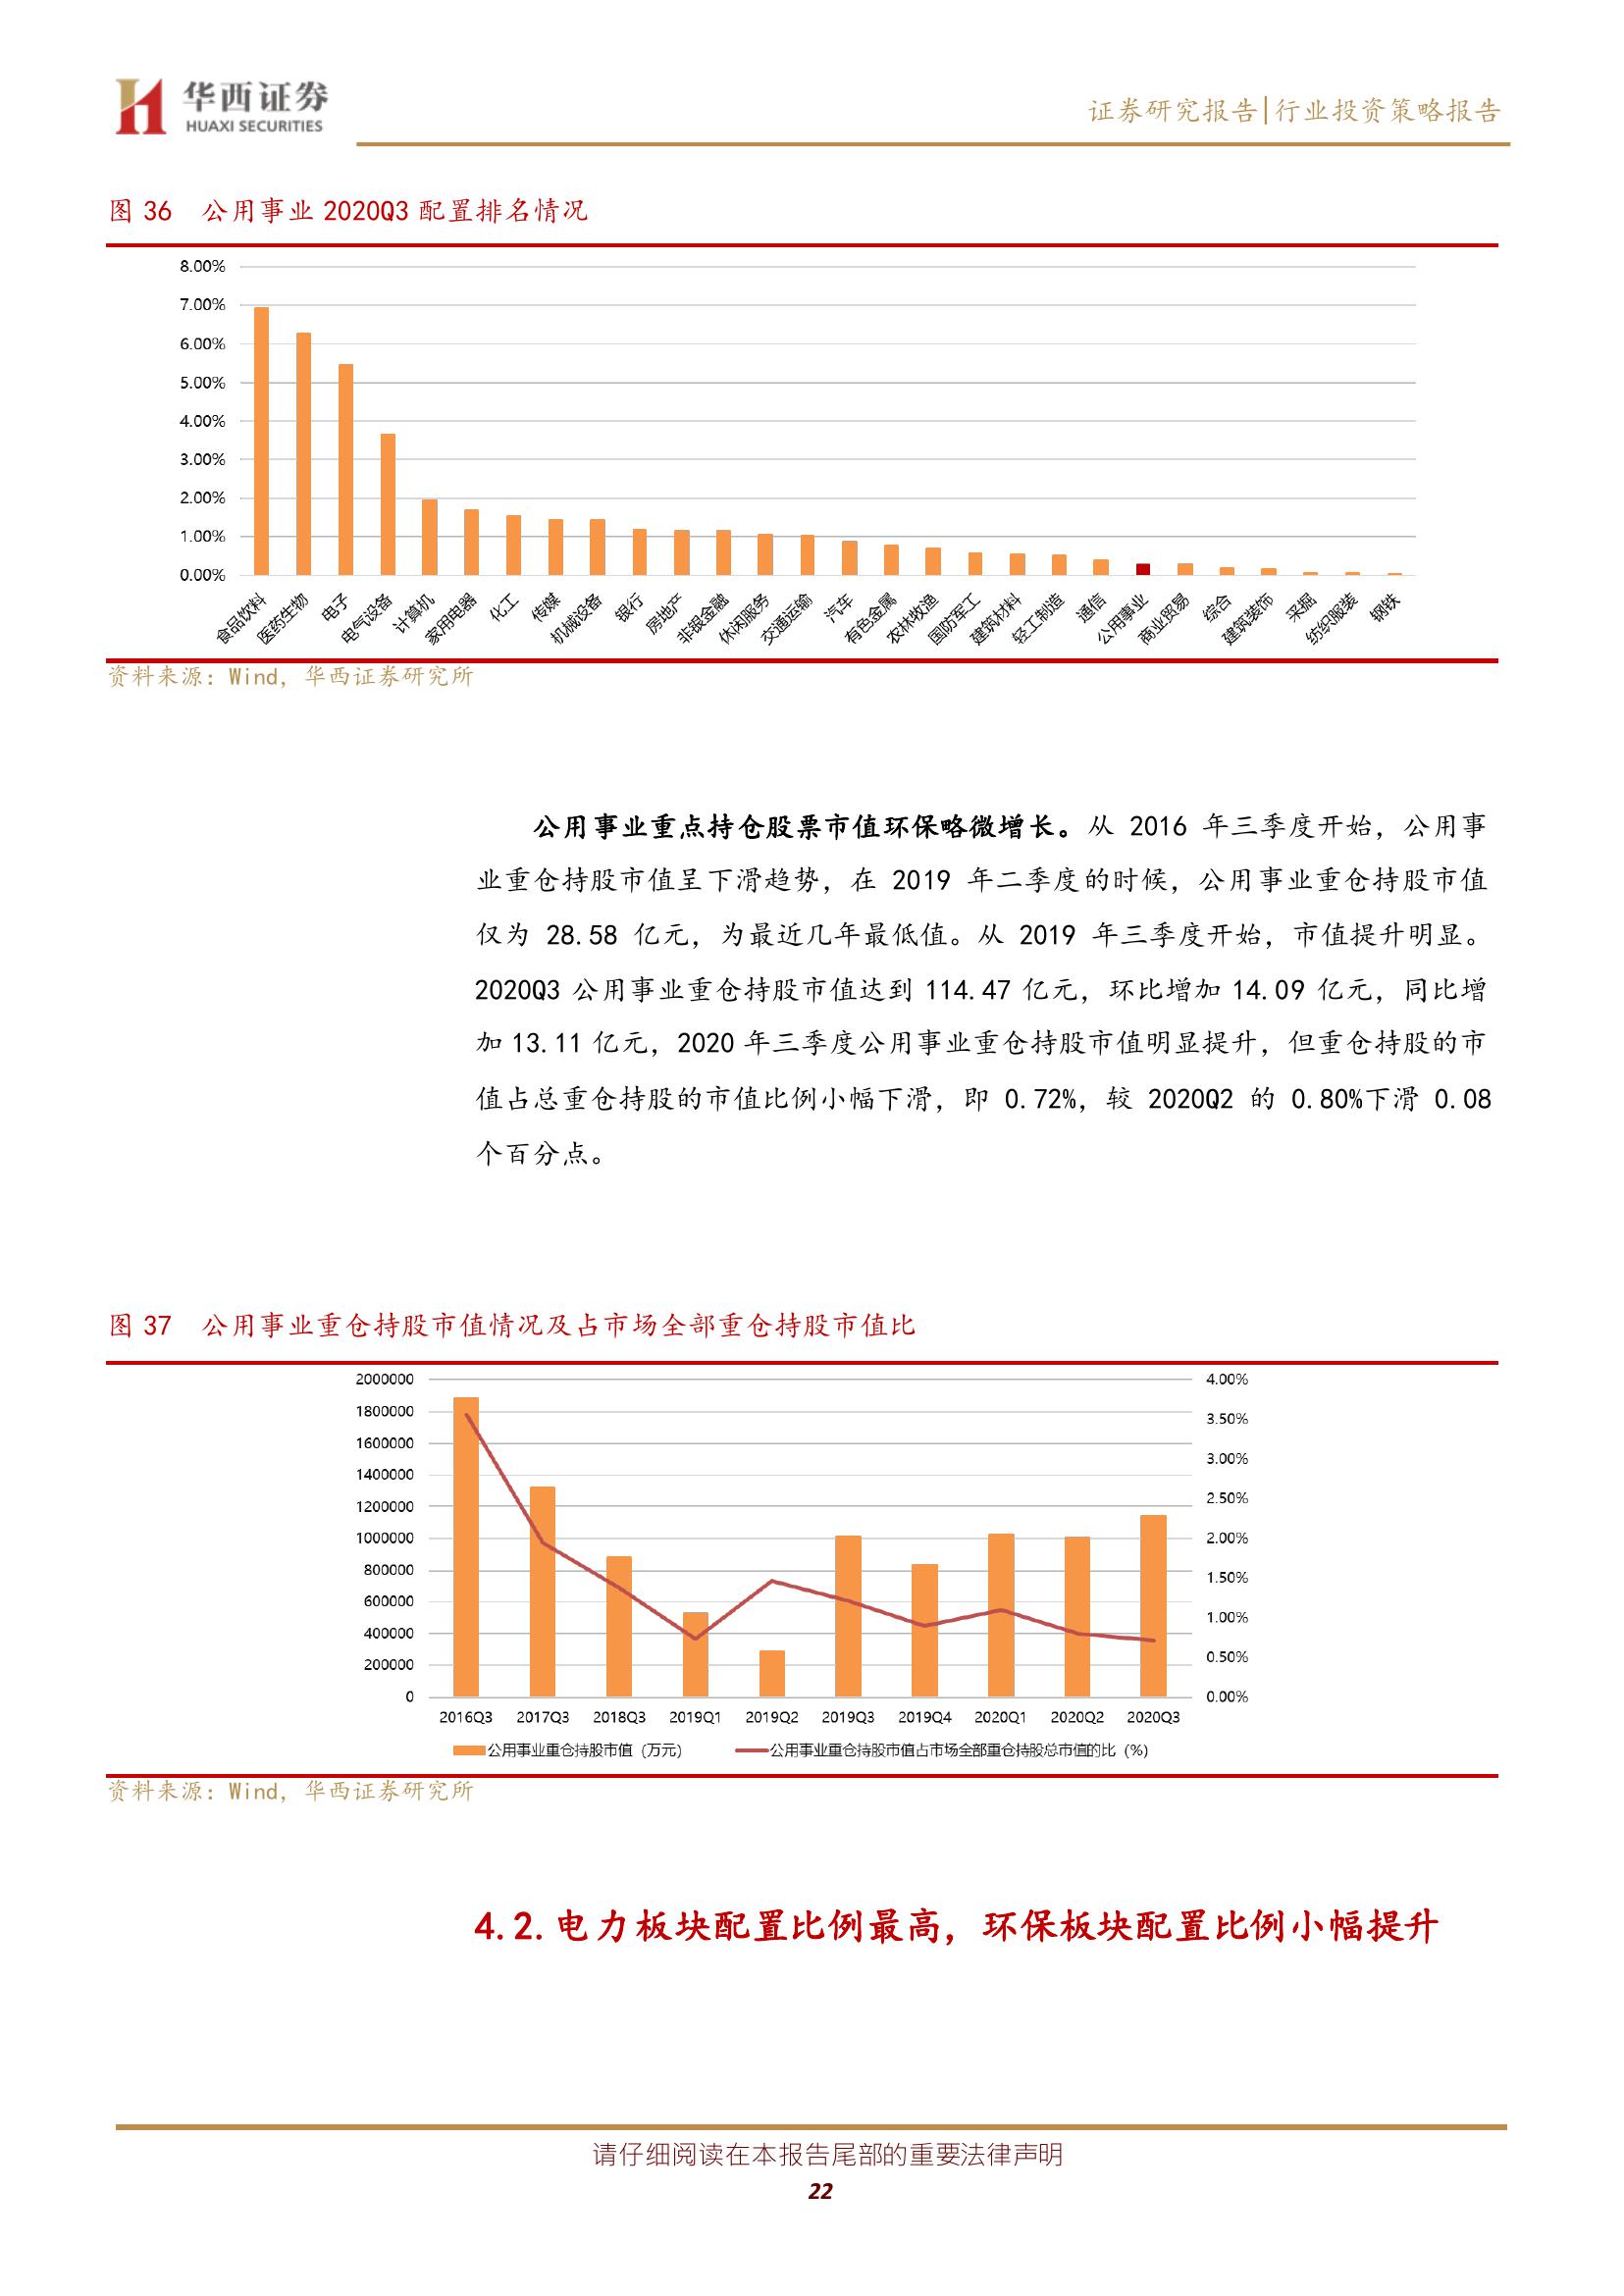 华西证券
HUAXI SECURITIES
证券研究报告|行业投资策略报告
图 36 公用事业 2020Q3 配置排名情况
8.00%
7.00%
6.00%
5.00%
4.00%
3.00%
2.00%
1.00%
0.00%
食品饮料
医药生物
电子
电气设备
计算机
家用电器
化工
传媒
机械设备
银行
房地产
非银金融
休闲服务
交通运输
汽车
有色金属
农林牧渔
国防军工
建筑材料
轻工制造
通信
公用事业
商业贸易
综合
建筑装饰
采掘
纺织服装
钢铁
资料来源：Wind，华西证券研究所
公用事业重点持仓股票市值环保略微增长。从 2016 年三季度开始，公用事
业重仓持股市值呈下滑趋势，在 2019 年二季度的时候，公用事业重仓持股市值
仅为 28.58 亿元，为最近几年最低值。从 2019 年三季度开始，市值提升明显。
2020Q3 公用事业重仓持股市值达到 114.47 亿元，环比增加 14.09 亿元，同比增
加 13.11 亿元，2020 年三季度公用事业重仓持股市值明显提升，但重仓持股的市
值占总重仓持股的市值比例小幅下滑，即 0.72%，较 2020Q2 的 0.80%下滑 0.08
个百分点。
图 37 公用事业重仓持股市值情况及占市场全部重仓持股市值比
2000000
1800000
1600000
1400000
1200000
1000000
800000
600000
400000
200000
0
4.00%
3.50%
3.00%
2.50%
2.00%
1.50%
1.00%
0.50%
0.00%
2016Q3 2017Q3 2018Q3 2019Q1 2019Q2 2019Q3 2019Q4 2020Q1 2020Q2 2020Q3
公用事业重仓持股市值（万元） 公用事业重仓持股市值占市场全部重仓持股总市值的比（%）
资料来源：Wind，华西证券研究所
4.2.电力板块配置比例最高，环保板块配置比例小幅提升
请仔细阅读在本报告尾部的重要法律声明
22